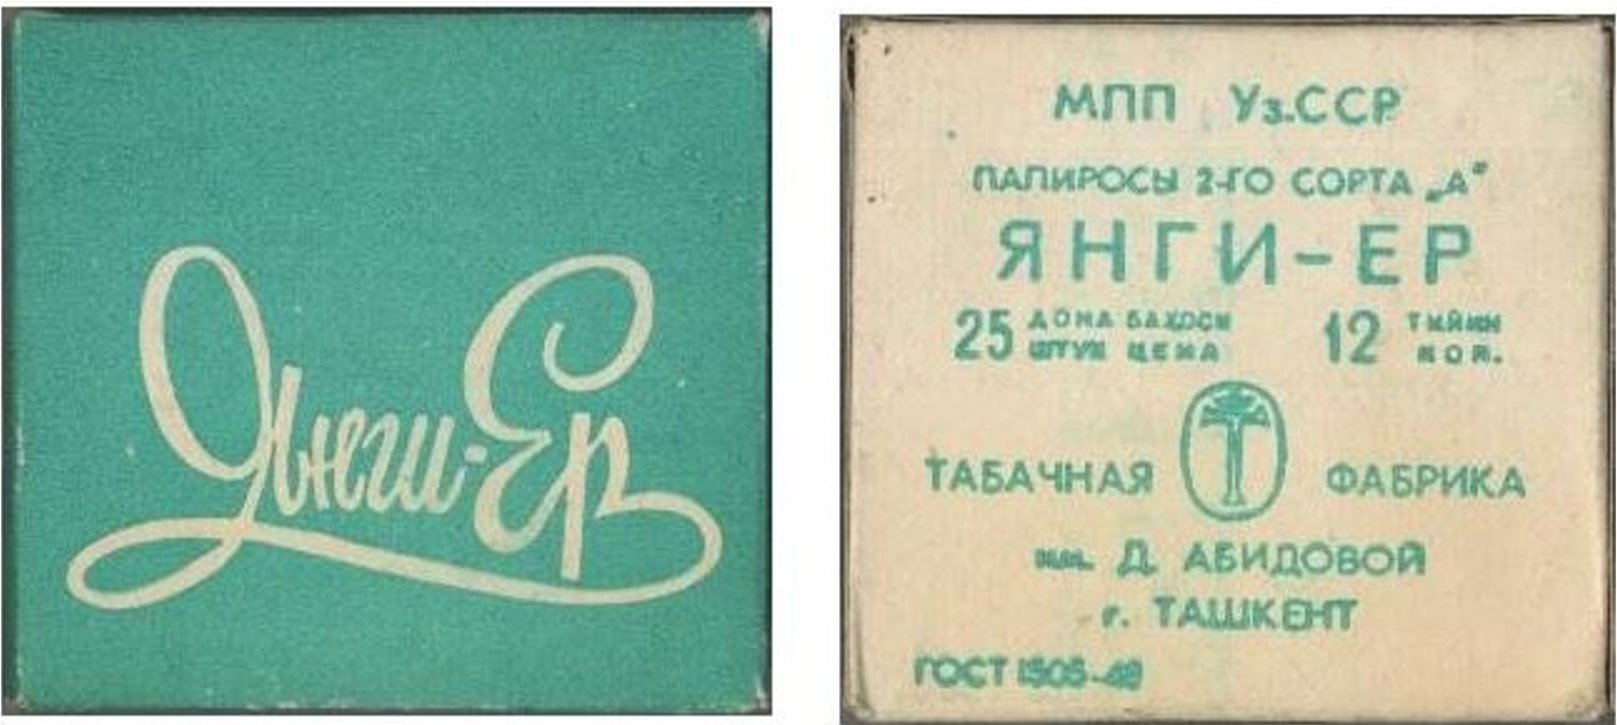 Янги-Ер
МПП Уз.ССР
ПАПИРОСЫ 2-ГО СОРТА „А"
ЯНГИ-ЕР
25 ДОНА БАХОСИ 12 ТИЙИН
ШТУК ЦЕНА КОП.
ТАБАЧНАЯ Т ФАБРИКА
им. Д. АБИДОВОЙ
г. ТАШКЕНТ
ГОСТ 1505-48